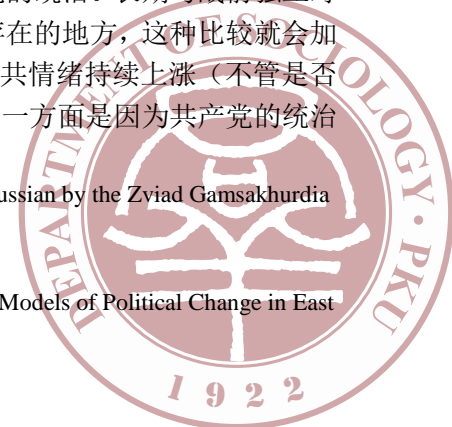 存在的地方，这种比较就会加
共情绪持续上涨（不管是否
一方面是因为共产党的统治
ussian by the Zviad Gamsakhurdia
Models of Political Change in East
DEPARTMENT OF SOCIOLOGY · PKU
1922